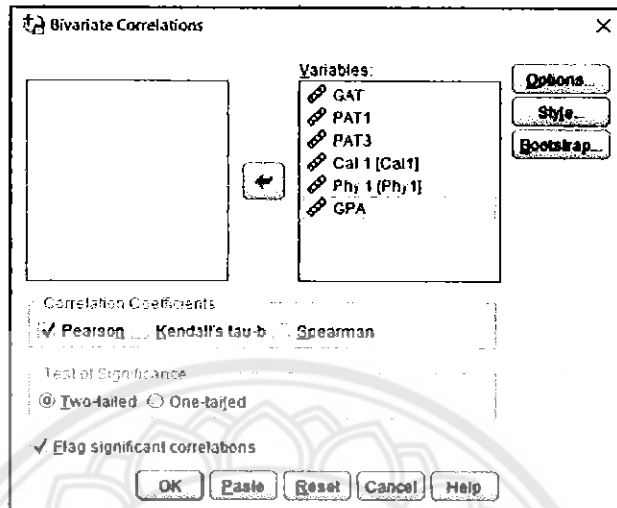 Bivariate Correlations
Variables:
GAT
PAT1
PAT3
Cal 1 [Cal1]
Phy 1 [Phy1]
GPA
Options...
Style...
Bootstrap...
Correlation Coefficients
Pearson Kendall's tau-b Spearman
Test of Significance
Two-tailed One-tailed
Flag significant correlations
OK Paste Reset Cancel Help